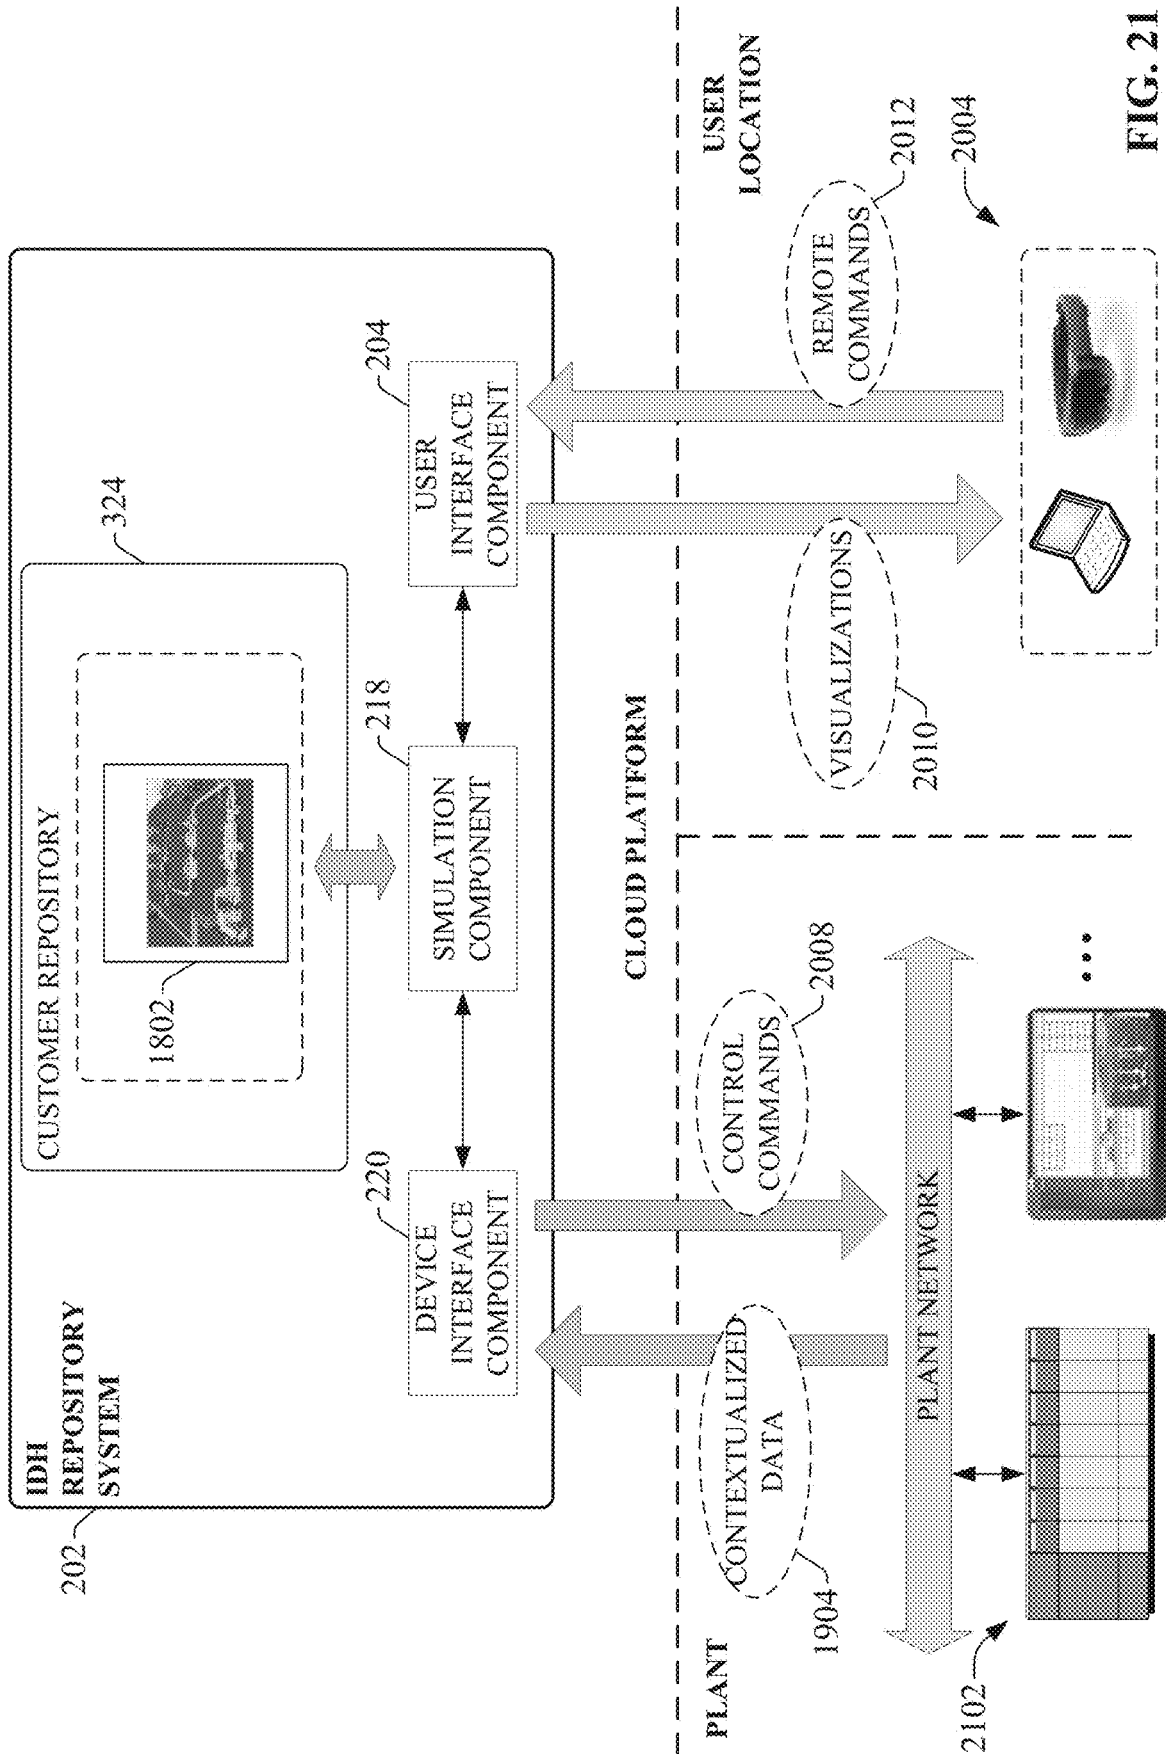 IDH
REPOSITORY
SYSTEM
202
CUSTOMER REPOSITORY
324
1802
DEVICE
INTERFACE
COMPONENT
220
SIMULATION
COMPONENT
218
USER
INTERFACE
COMPONENT
204
CLOUD PLATFORM
PLANT
CONTEXTUALIZED
DATA
1904
CONTROL
COMMANDS
2008
PLANT NETWORK
2102
...
USER
LOCATION
VISUALIZATIONS
2010
REMOTE
COMMANDS
2012
2004
FIG. 21